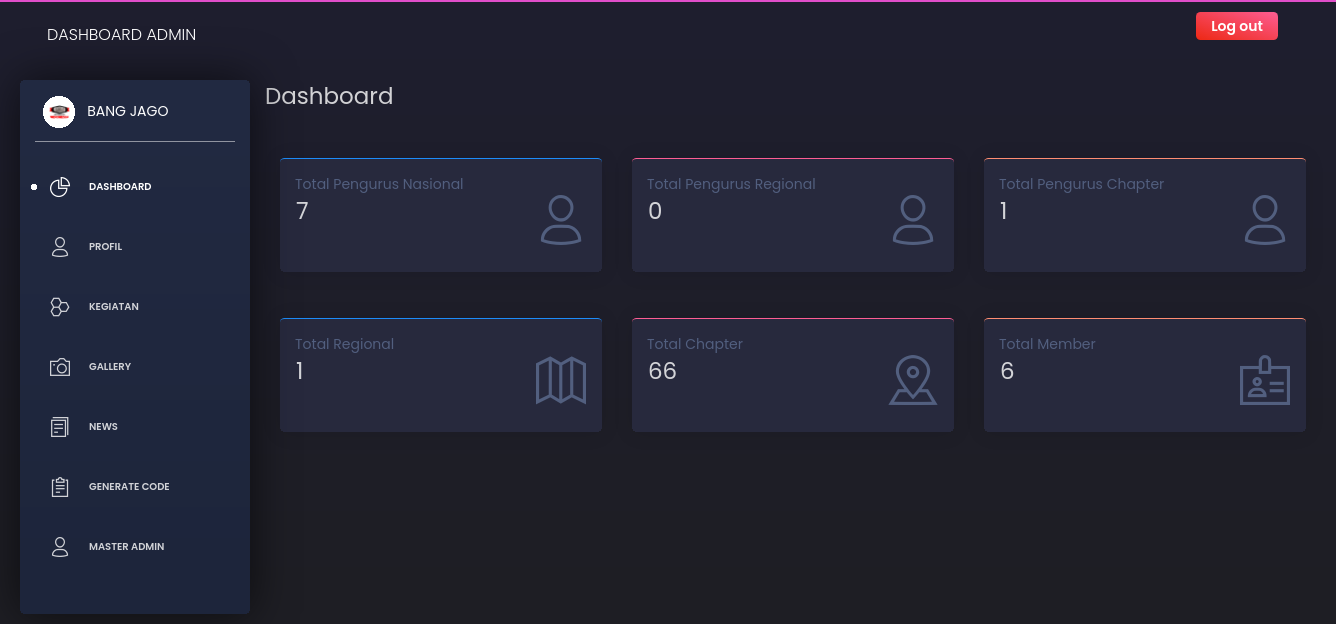 DASHBOARD ADMIN
Log out
BANG JAGO
DASHBOARD
PROFIL
KEGIATAN
GALLERY
NEWS
GENERATE CODE
MASTER ADMIN
Dashboard
Total Pengurus Nasional
7
Total Pengurus Regional
0
Total Pengurus Chapter
1
Total Regional
1
Total Chapter
66
Total Member
6